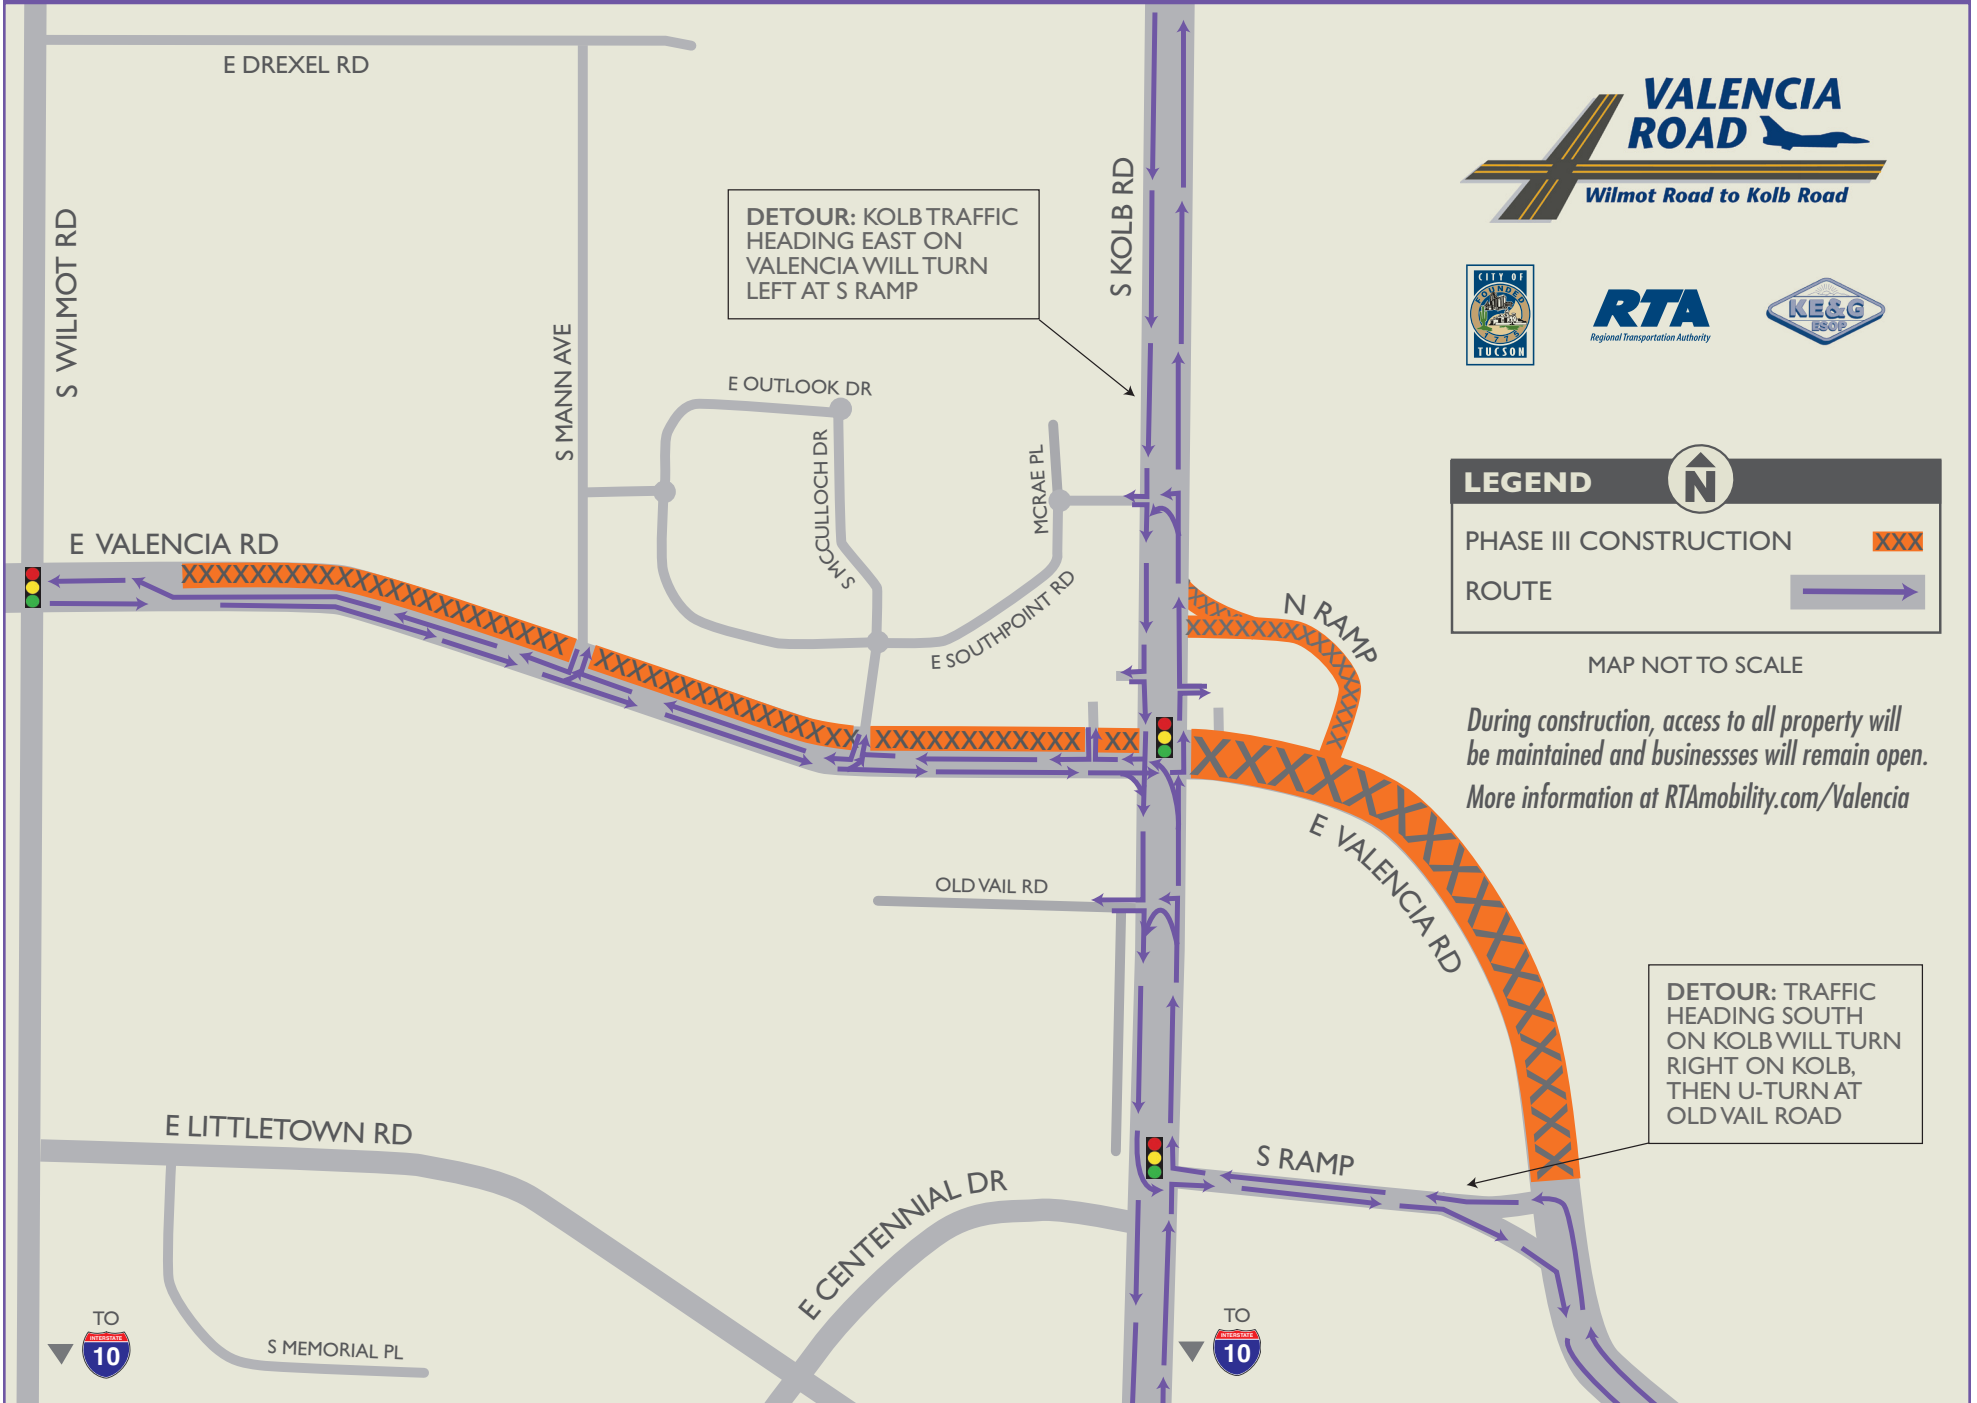 E DREXEL RD
S WILMOT RD
S MANN AVE
E OUTLOOK DR
S MCCULLOCH DR
MCRAE PL
E SOUTHPOINT RD
E VALENCIA RD
S KOLB RD
DETOUR: KOLB TRAFFIC
HEADING EAST ON
VALENCIA WILL TURN
LEFT AT S RAMP
VALENCIA
ROAD
Wilmot Road to Kolb Road
CITY OF
FOUNDED
1775
TUCSON
RTA
Regional Transportation Authority
KE&G
ESOP
LEGEND
N
PHASE III CONSTRUCTION
XXX
ROUTE
MAP NOT TO SCALE
During construction, access to all property will
be maintained and businessses will remain open.
More information at RTAmobility.com/Valencia
N RAMP
E VALENCIA RD
OLD VAIL RD
DETOUR: TRAFFIC
HEADING SOUTH
ON KOLB WILL TURN
RIGHT ON KOLB,
THEN U-TURN AT
OLD VAIL ROAD
S RAMP
E LITTLETOWN RD
E CENTENNIAL DR
S MEMORIAL PL
TO
INTERSTATE
10
TO
INTERSTATE
10